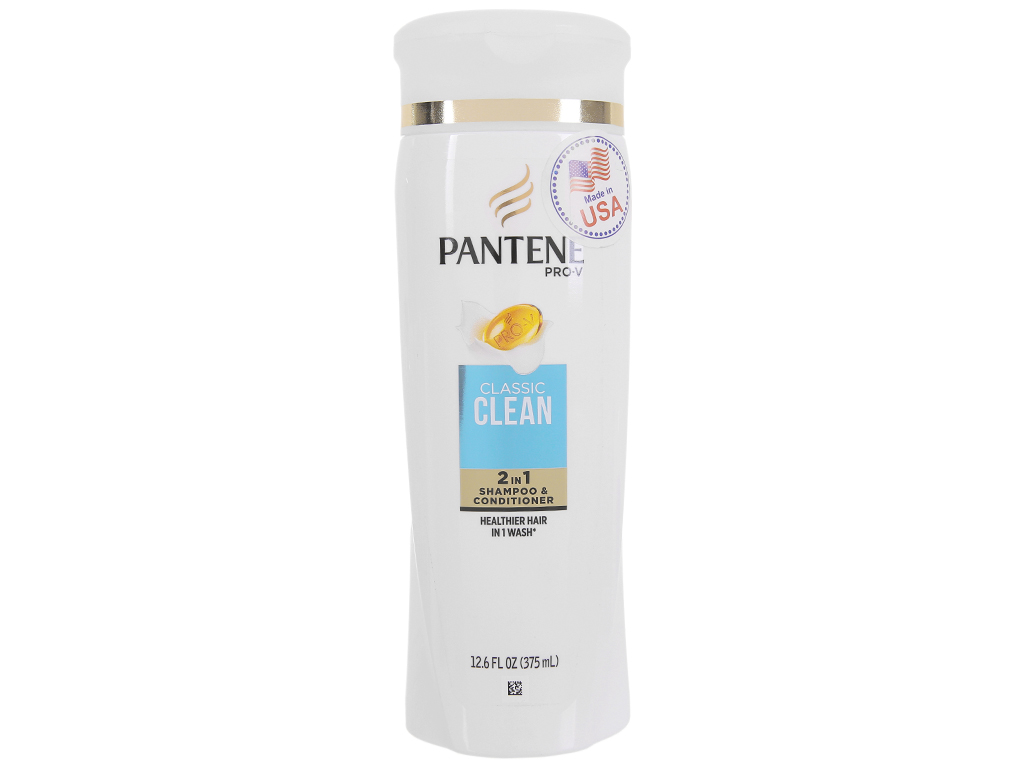 Made in
USA
PANTENE
PRO-V
PRO-V
CLASSIC
CLEAN
2 IN 1
SHAMPOO &
CONDITIONER
HEALTHIER HAIR
IN 1 WASH*
12.6 FL OZ (375 mL)